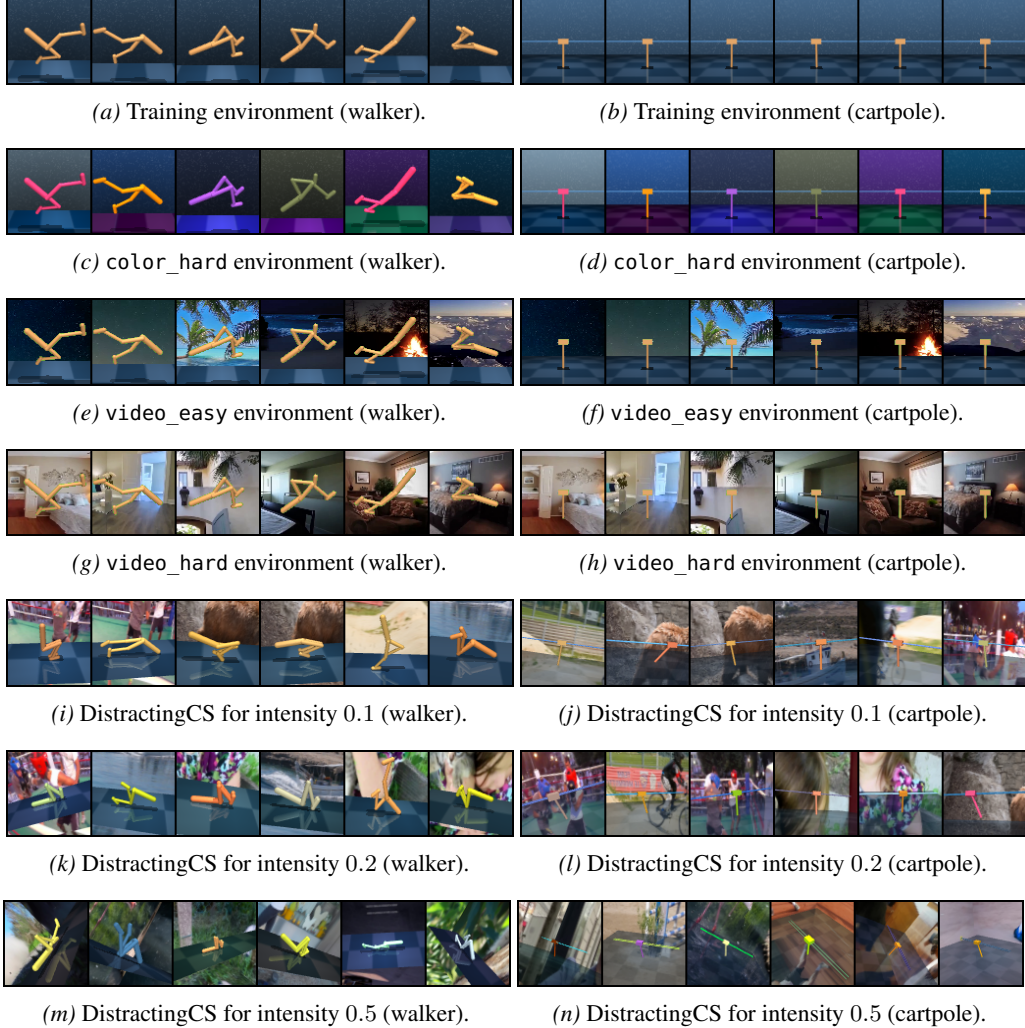 (a) Training environment (walker).
(b) Training environment (cartpole).
(c) color_hard environment (walker).
(d) color_hard environment (cartpole).
(e) video_easy environment (walker).
(f) video_easy environment (cartpole).
(g) video_hard environment (walker).
(h) video_hard environment (cartpole).
(i) DistractingCS for intensity 0.1 (walker).
(j) DistractingCS for intensity 0.1 (cartpole).
(k) DistractingCS for intensity 0.2 (walker).
(l) DistractingCS for intensity 0.2 (cartpole).
(m) DistractingCS for intensity 0.5 (walker).
(n) DistractingCS for intensity 0.5 (cartpole).